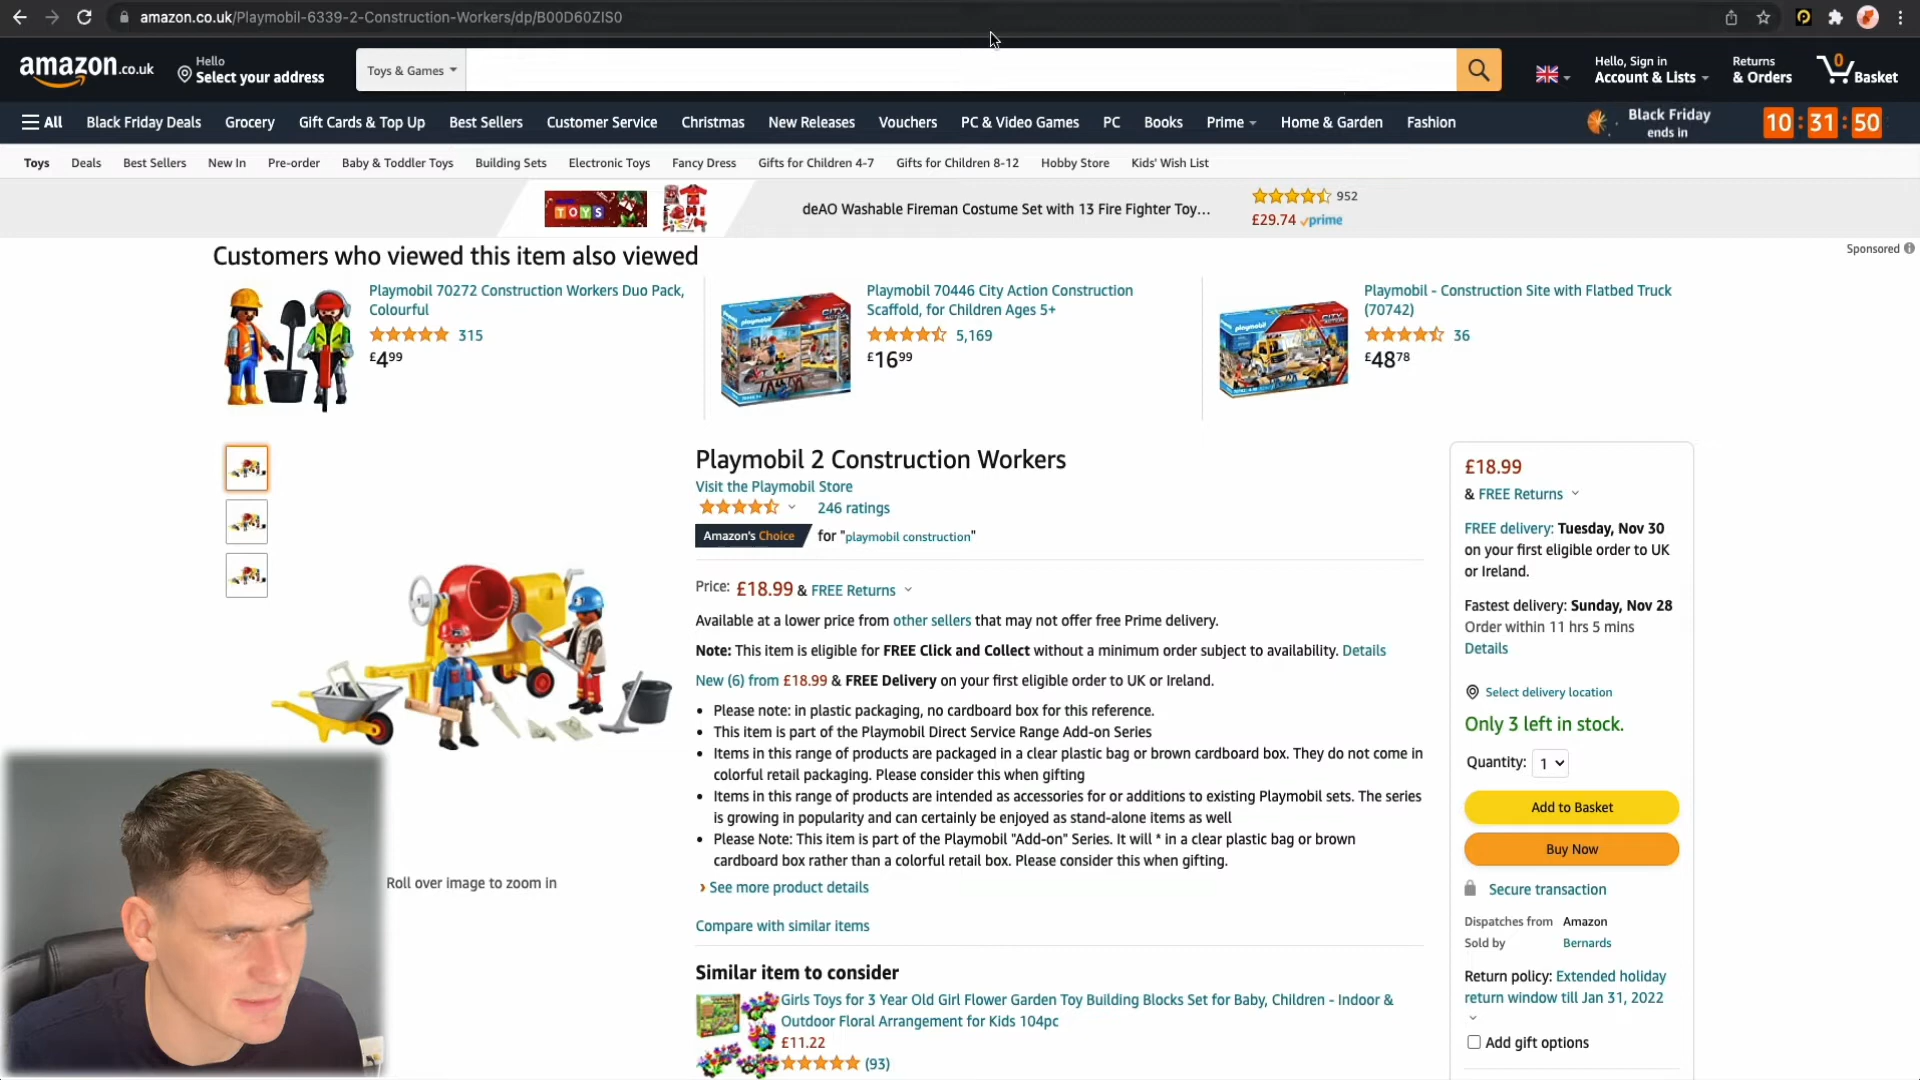 amazon.co.uk/Playmobil-6339-2-Construction-Workers/dp/B00D60ZIS0
amazon.co.uk
Hello
Select your address
Toys & Games
Hello, Sign in
Account & Lists
Returns
& Orders
0
Basket
All
Black Friday Deals
Grocery
Gift Cards & Top Up
Best Sellers
Customer Service
Christmas
New Releases
Vouchers
PC & Video Games
PC
Books
Prime
Home & Garden
Fashion
Black Friday
ends in
10 : 31 : 50
Toys
Deals
Best Sellers
New In
Pre-order
Baby & Toddler Toys
Building Sets
Electronic Toys
Fancy Dress
Gifts for Children 4-7
Gifts for Children 8-12
Hobby Store
Kids' Wish List
TOYS
deAO Washable Fireman Costume Set with 13 Fire Fighter Toy...
952
£29.74 prime
Sponsored
Customers who viewed this item also viewed
Playmobil 70272 Construction Workers Duo Pack,
Colourful
315
£4.99
Playmobil 70446 City Action Construction
Scaffold, for Children Ages 5+
5,169
£16.99
Playmobil - Construction Site with Flatbed Truck
(70742)
36
£48.78
Playmobil 2 Construction Workers
Visit the Playmobil Store
246 ratings
Amazon's Choice for "playmobil construction"
Price: £18.99 & FREE Returns
Available at a lower price from other sellers that may not offer free Prime delivery.
Note: This item is eligible for FREE Click and Collect without a minimum order subject to availability. Details
New (6) from £18.99 & FREE Delivery on your first eligible order to UK or Ireland.
• Please note: in plastic packaging, no cardboard box for this reference.
• This item is part of the Playmobil Direct Service Range Add-on Series
• Items in this range of products are packaged in a clear plastic bag or brown cardboard box. They do not come in
colorful retail packaging. Please consider this when gifting
• Items in this range of products are intended as accessories for or additions to existing Playmobil sets. The series
is growing in popularity and can certainly be enjoyed as stand-alone items as well
• Please Note: This item is part of the Playmobil "Add-on" Series. It will * in a clear plastic bag or brown
cardboard box rather than a colorful retail box. Please consider this when gifting.
› See more product details
Compare with similar items
Roll over image to zoom in
Similar item to consider
Girls Toys for 3 Year Old Girl Flower Garden Toy Building Blocks Set for Baby, Children - Indoor &
Outdoor Floral Arrangement for Kids 104pc
£11.22
(93)
£18.99
& FREE Returns
FREE delivery: Tuesday, Nov 30
on your first eligible order to UK
or Ireland.
Fastest delivery: Sunday, Nov 28
Order within 11 hrs 5 mins
Details
Select delivery location
Only 3 left in stock.
Quantity: 1
Add to Basket
Buy Now
Secure transaction
Dispatches from Amazon
Sold by Bernards
Return policy: Extended holiday
return window till Jan 31, 2022
Add gift options